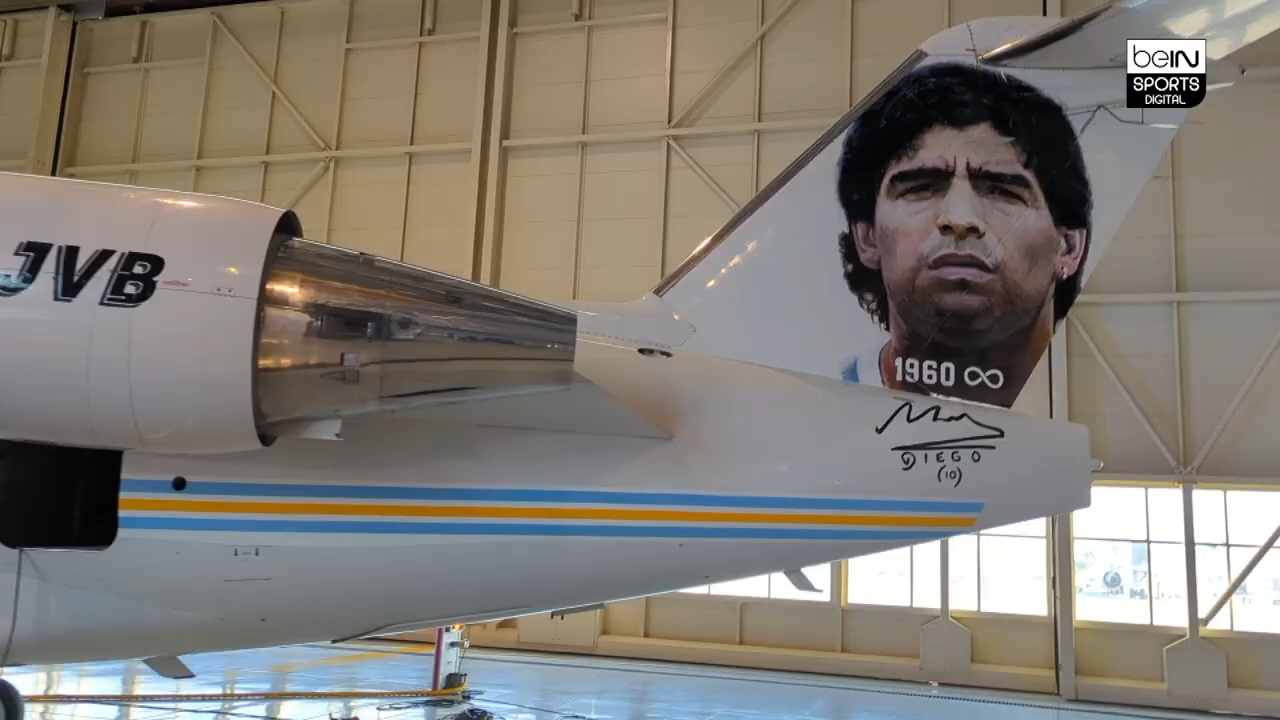 beIN
SPORTS
DIGITAL
JVB
1960 ∞
DIEGO
(10)